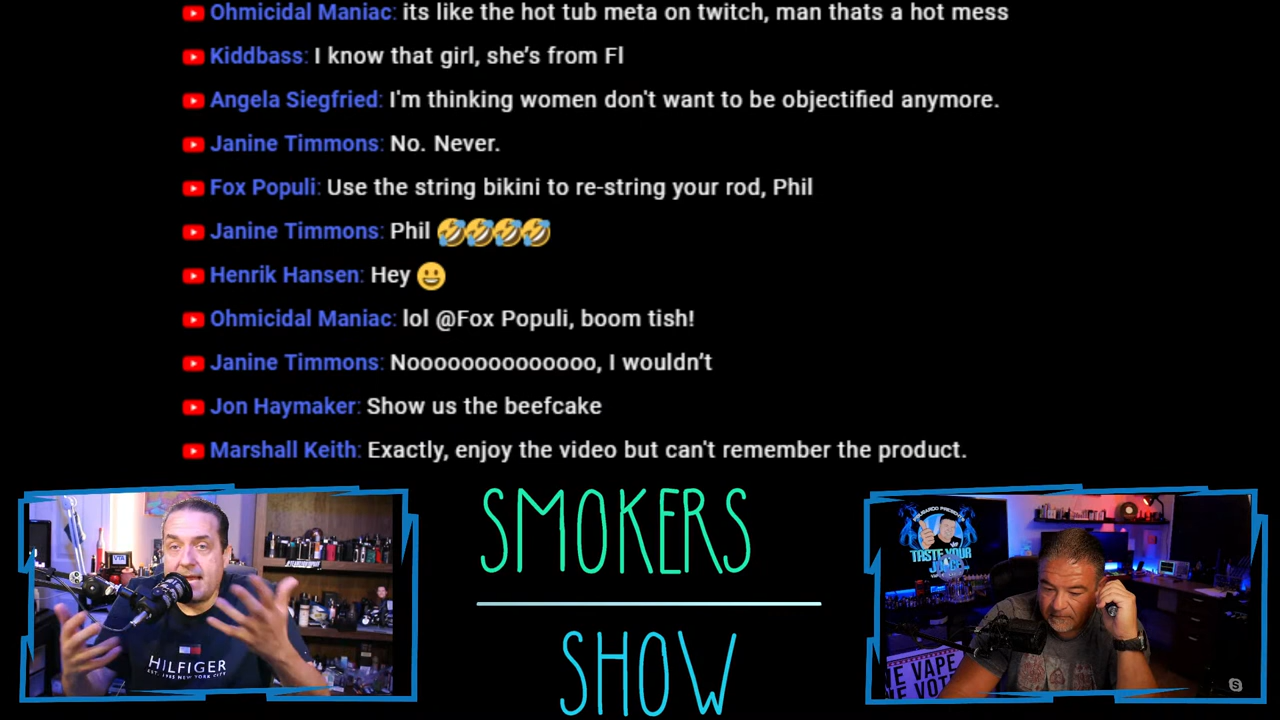 Ohmicidal Maniac: its like the hot tub meta on twitch, man thats a hot mess
Kiddbass: I know that girl, she’s from Fl
Angela Siegfried: I'm thinking women don't want to be objectified anymore.
Janine Timmons: No. Never.
Fox Populi: Use the string bikini to re-string your rod, Phil
Janine Timmons: Phil 🤣🤣🤣🤣
Henrik Hansen: Hey 😀
Ohmicidal Maniac: lol @Fox Populi, boom tish!
Janine Timmons: Noooooooooooooo, I wouldn’t
Jon Haymaker: Show us the beefcake
Marshall Keith: Exactly, enjoy the video but can't remember the product.
SMOKERS
SHOW
HILFIGER
TASTE YOUR
VAPE
VOTE